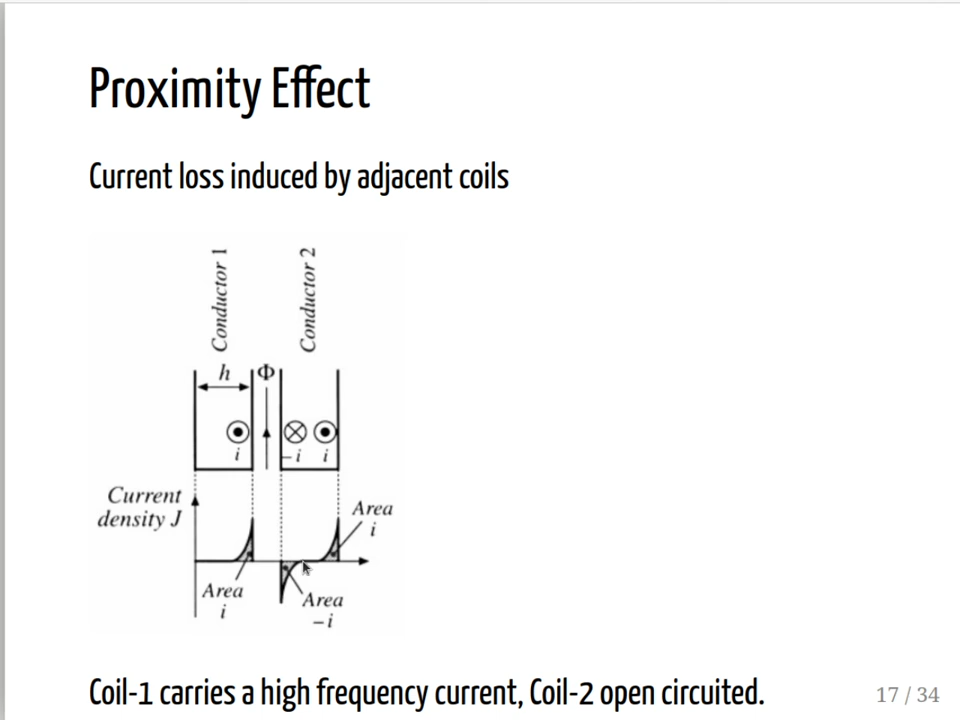 Proximity Effect
Current loss induced by adjacent coils
Conductor 1
Conductor 2
h
Φ
i
-i
i
Current
density J
Area
i
Area
i
Area
-i
Coil-1 carries a high frequency current, Coil-2 open circuited.
17 / 34